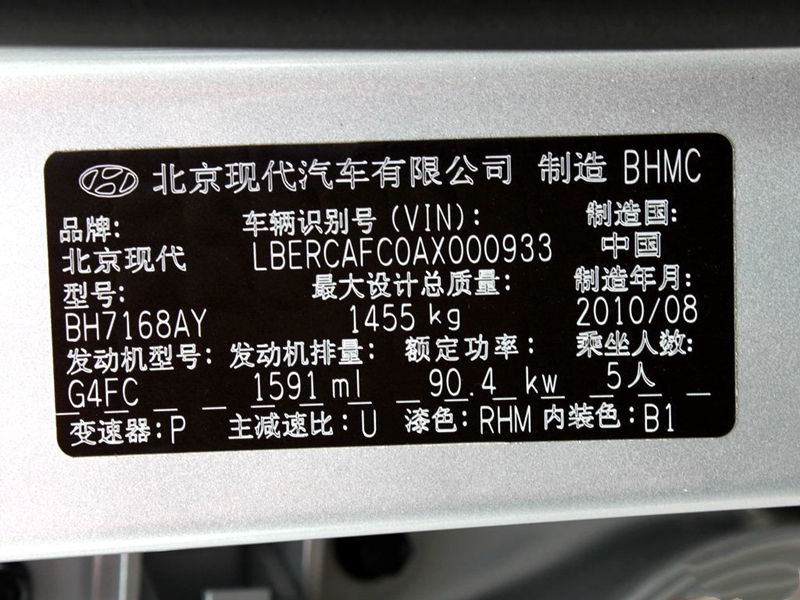 北京现代汽车有限公司 制造 BHMC
品牌: 车辆识别号(VIN): 制造国:
北京现代 LBERCAFC0AX000933 中国
型号: 最大设计总质量: 制造年月:
BH7168AY 1455 kg 2010/08
发动机型号: 发动机排量: 额定功率: 乘坐人数:
G4FC 1591 ml 90.4 kw 5人
变速器:P 主减速比:U 漆色:RHM 内装色:B1